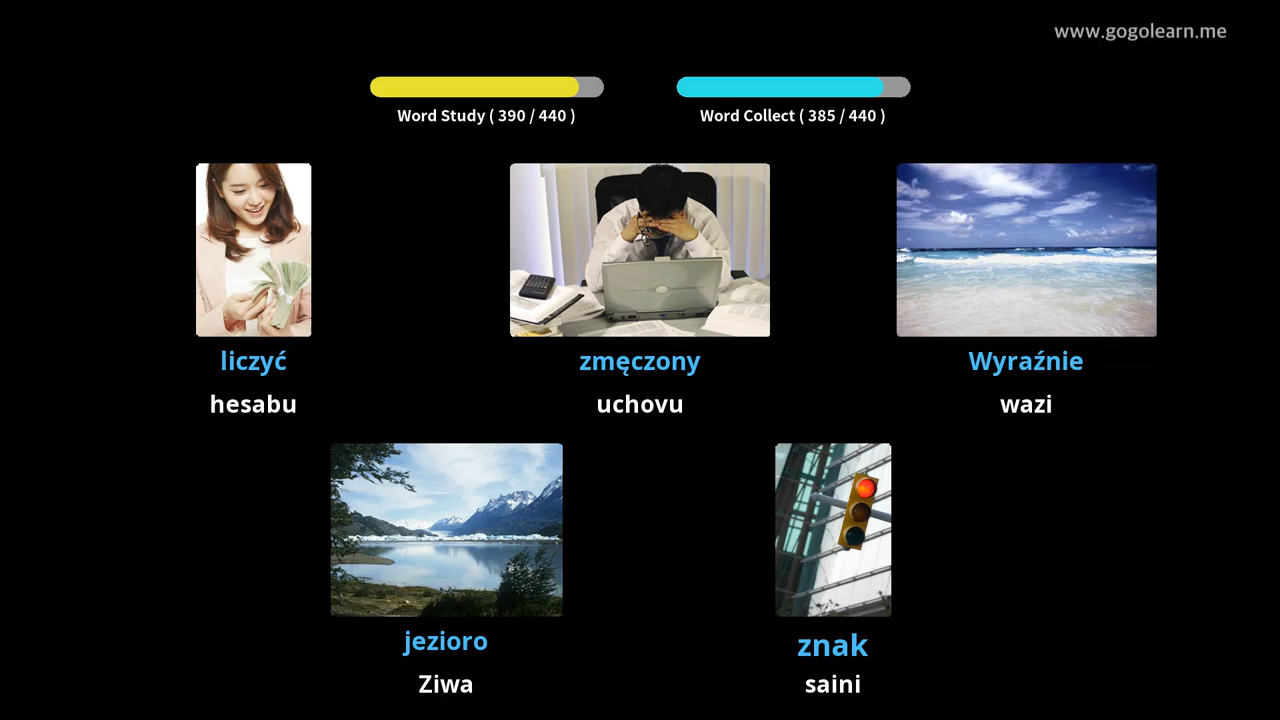 www.gogolearn.me
Word Study ( 390 / 440 )
Word Collect ( 385 / 440 )
liczyć
hesabu
zmęczony
uchovu
Wyraźnie
wazi
jezioro
Ziwa
znak
saini